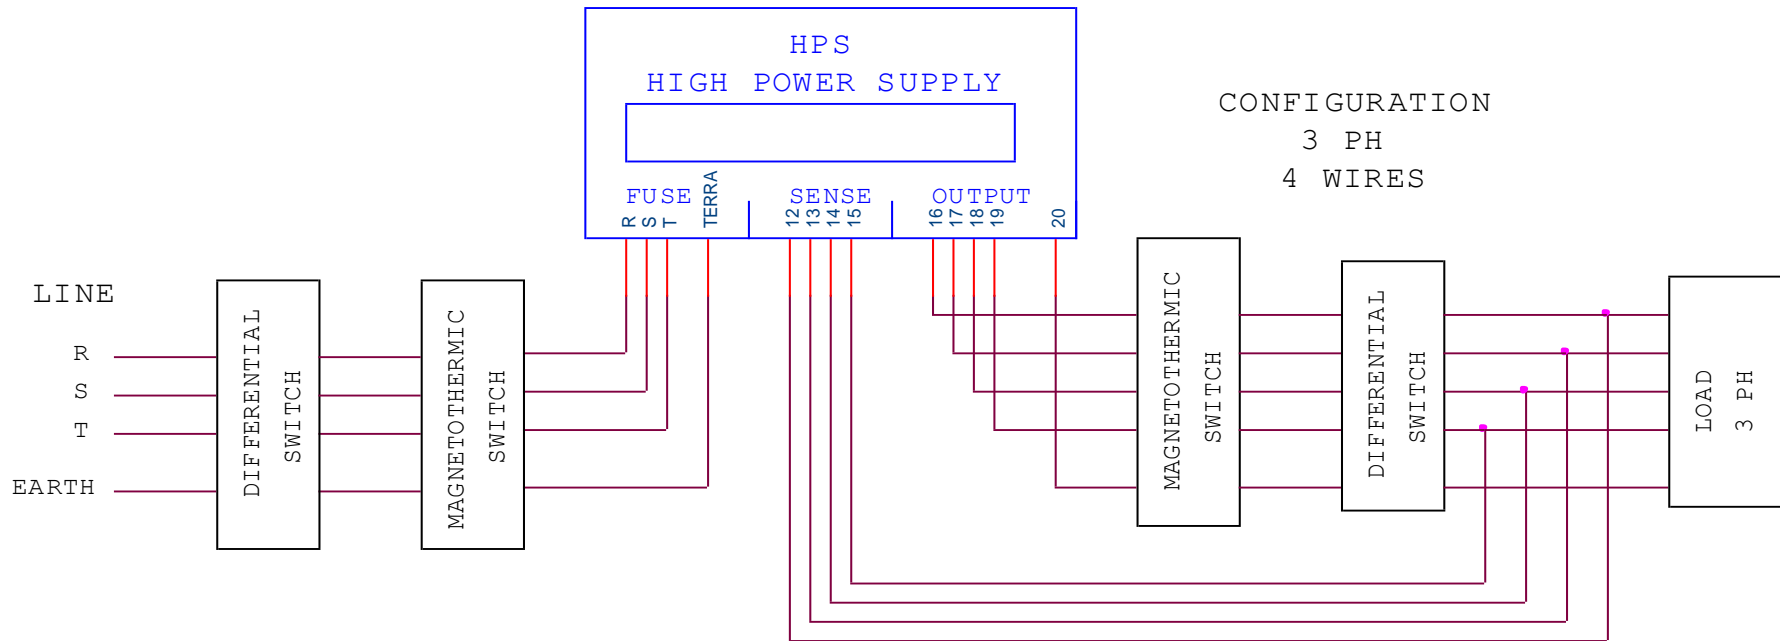 HPS
HIGH POWER SUPPLY
CONFIGURATION
3 PH
4 WIRES
FUSE
SENSE
OUTPUT
R
S
T
TERRA
12
13
14
15
16
17
18
19
20
LINE
R
S
T
EARTH
DIFFERENTIAL
SWITCH
MAGNETOTHERMIC
SWITCH
MAGNETOTHERMIC
SWITCH
DIFFERENTIAL
SWITCH
LOAD
3 PH